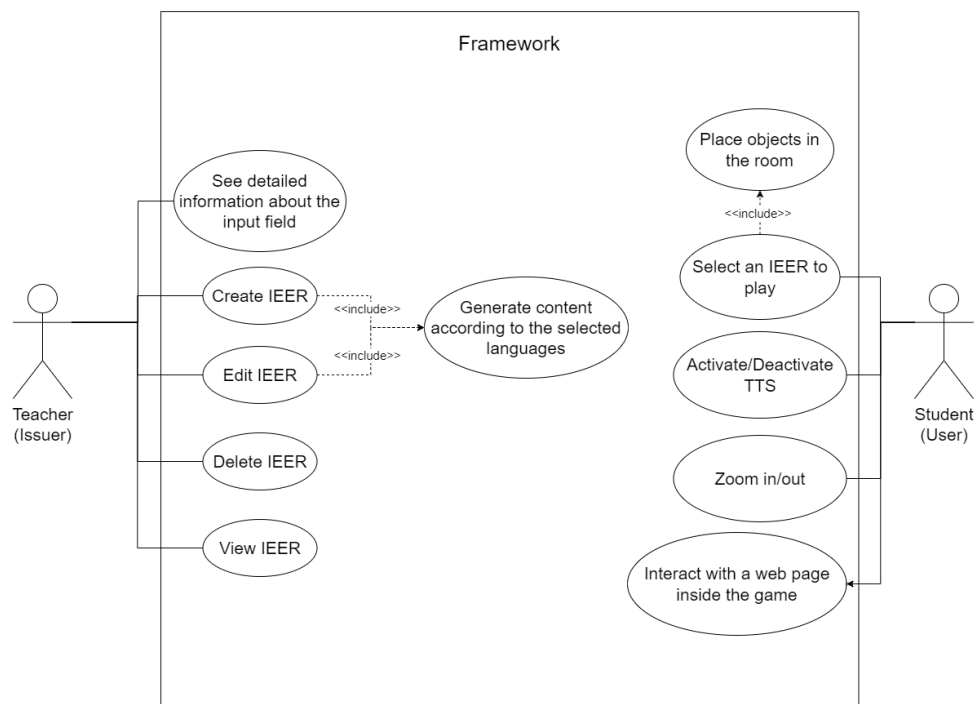 Framework
See detailed
information about the
input field
Create IEER
<<include>>
Edit IEER
<<include>>
Generate content
according to the selected
languages
Delete IEER
View IEER
Teacher
(Issuer)
Place objects in
the room
<<include>>
Select an IEER to
play
Activate/Deactivate
TTS
Zoom in/out
Interact with a web page
inside the game
Student
(User)